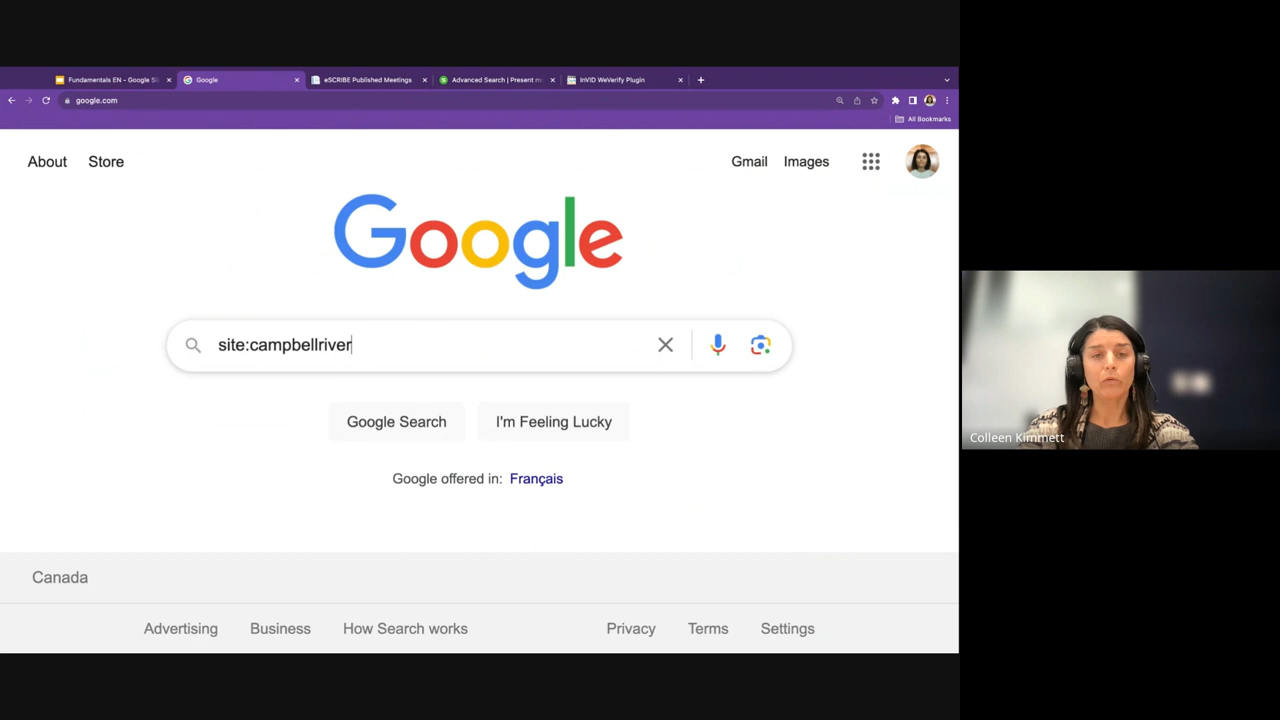 Fundamentals EN - Google Sli
Google
eSCRIBE Published Meetings
Advanced Search | Present m
InVID WeVerify Plugin
google.com
All Bookmarks
About Store
Gmail Images
Google
site:campbellriver
Google Search I'm Feeling Lucky
Google offered in: Français
Canada
Advertising Business How Search works Privacy Terms Settings
Colleen Kimmett